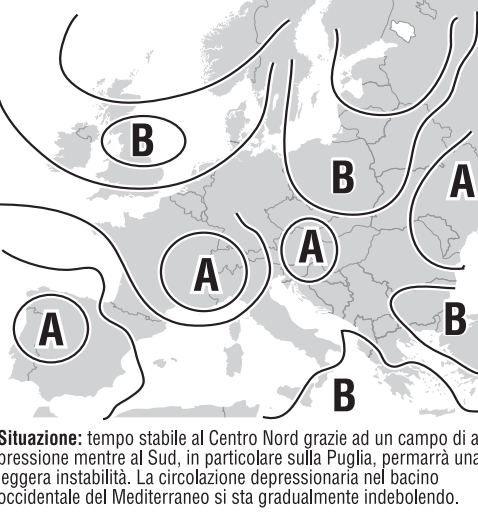 B
B
A
A
A
A
B
B
Situazione: tempo stabile al Centro Nord grazie ad un campo di a
pressione mentre al Sud, in particolare sulla Puglia, permarrà una
leggera instabilità. La circolazione depressionaria nel bacino
occidentale del Mediterraneo si sta gradualmente indebolendo.